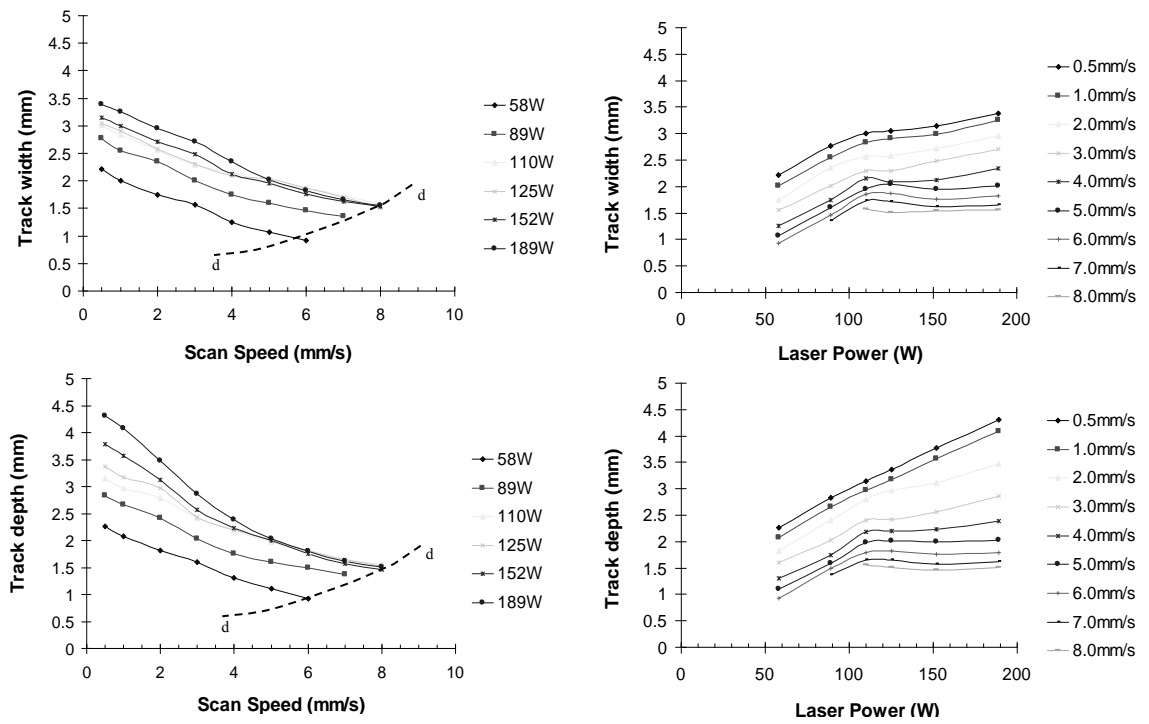 5
4.5
4
3.5
3
2.5
2
1.5
1
0.5
0
Track width (mm)
0 2 4 6 8 10
Scan Speed (mm/s)
d
d
58W
89W
110W
125W
152W
189W
5
4.5
4
3.5
3
2.5
2
1.5
1
0.5
0
Track width (mm)
0 50 100 150 200
Laser Power (W)
0.5mm/s
1.0mm/s
2.0mm/s
3.0mm/s
4.0mm/s
5.0mm/s
6.0mm/s
7.0mm/s
8.0mm/s
5
4.5
4
3.5
3
2.5
2
1.5
1
0.5
0
Track depth (mm)
0 2 4 6 8 10
Scan Speed (mm/s)
d
d
58W
89W
110W
125W
152W
189W
5
4.5
4
3.5
3
2.5
2
1.5
1
0.5
0
Track depth (mm)
0 50 100 150 200
Laser Power (W)
0.5mm/s
1.0mm/s
2.0mm/s
3.0mm/s
4.0mm/s
5.0mm/s
6.0mm/s
7.0mm/s
8.0mm/s